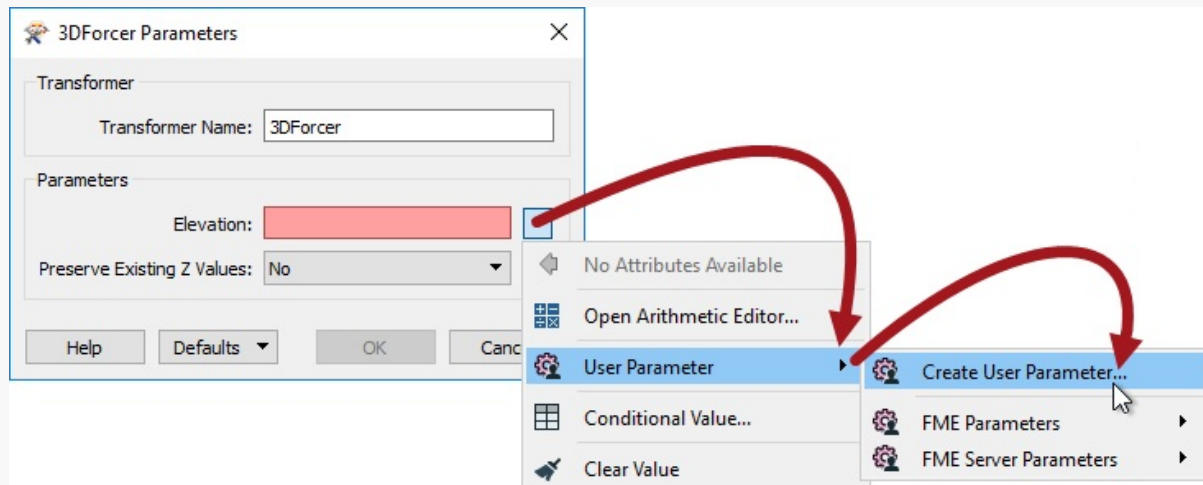 3DForcer Parameters
Transformer
Transformer Name: 3DForcer
Parameters
Elevation:
Preserve Existing Z Values: No
Help Defaults OK Canc
No Attributes Available
Open Arithmetic Editor...
User Parameter
Conditional Value...
Clear Value
Create User Parameter...
FME Parameters
FME Server Parameters